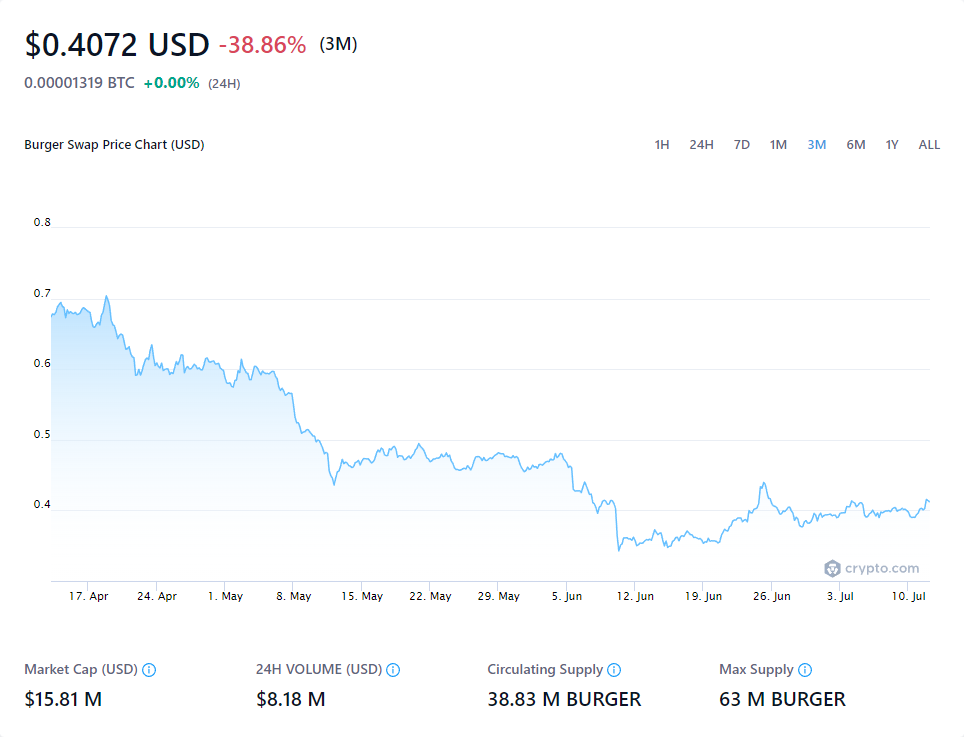 $0.4072 USD -38.86% (3M)
0.00001319 BTC +0.00% (24H)
Burger Swap Price Chart (USD) 1H 24H 7D 1M 3M 6M 1Y ALL
0.8
0.7
0.6
0.5
0.4
crypto.com
17. Apr 24. Apr 1. May 8. May 15. May 22. May 29. May 5. Jun 12. Jun 19. Jun 26. Jun 3. Jul 10. Jul
Market Cap (USD) 24H VOLUME (USD) Circulating Supply Max Supply
$15.81 M $8.18 M 38.83 M BURGER 63 M BURGER